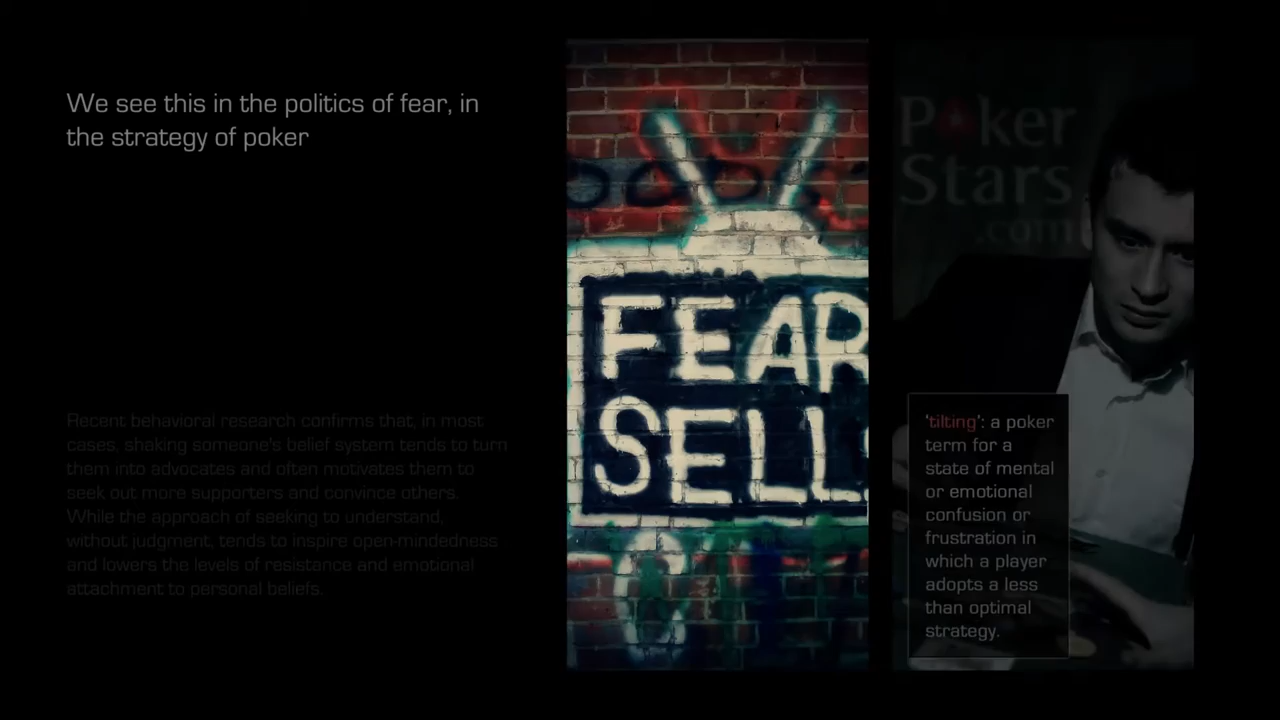 We see this in the politics of fear, in
the strategy of poker
Recent behavioral research confirms that, in most
cases, shaking someone's belief system tends to turn
them into advocates and often motivates them to
seek out more supporters and convince others.
While the approach of seeking to understand,
without judgment, tends to inspire open-mindedness
and lowers the levels of resistance and emotional
attachment to personal beliefs.
FEAR
SELLS
Poker
Stars
.com
'tilting': a poker
term for a
state of mental
or emotional
confusion or
frustration in
which a player
adopts a less
than optimal
strategy.